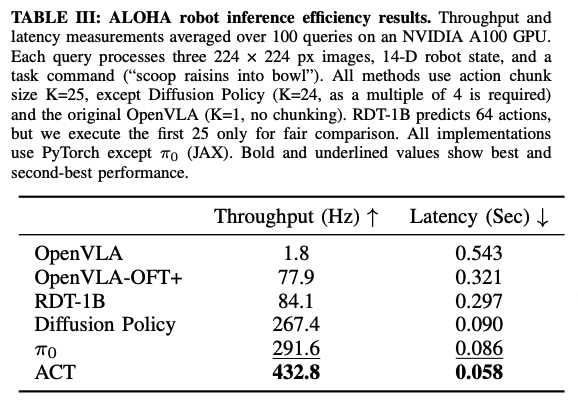 TABLE III: ALOHA robot inference efficiency results. Throughput and
latency measurements averaged over 100 queries on an NVIDIA A100 GPU.
Each query processes three 224 × 224 px images, 14-D robot state, and a
task command (“scoop raisins into bowl”). All methods use action chunk
size K=25, except Diffusion Policy (K=24, as a multiple of 4 is required)
and the original OpenVLA (K=1, no chunking). RDT-1B predicts 64 actions,
but we execute the first 25 only for fair comparison. All implementations
use PyTorch except π0 (JAX). Bold and underlined values show best and
second-best performance.
Throughput (Hz) ↑ Latency (Sec) ↓
OpenVLA 1.8 0.543
OpenVLA-OFT+ 77.9 0.321
RDT-1B 84.1 0.297
Diffusion Policy 267.4 0.090
π0 291.6 0.086
ACT 432.8 0.058